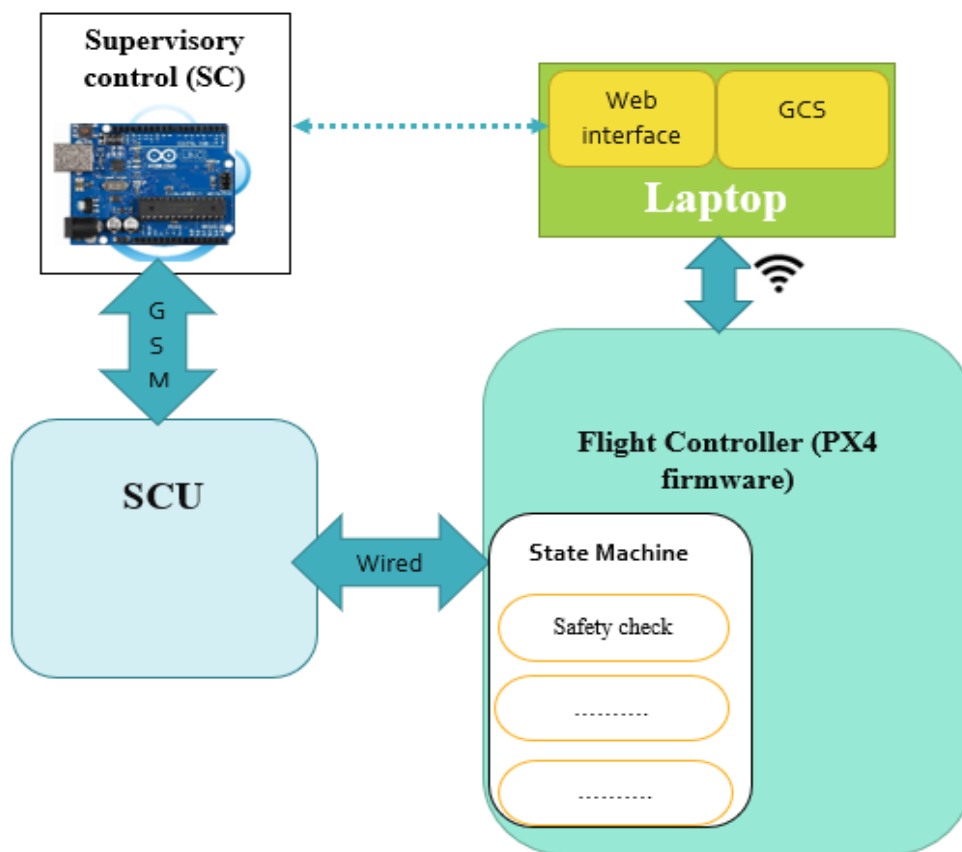 Supervisory
control (SC)
Web
interface
GCS
Laptop
G
S
M
SCU
Wired
Flight Controller (PX4
firmware)
State Machine
Safety check
..........
..........